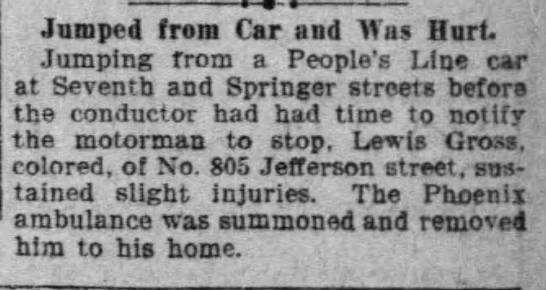 Jumped from Car and Was Hurt.
Jumping from a People's Line car
at Seventh and Springer streets before
the conductor had had time to notify
the motorman to stop, Lewis Gross,
colored, of No. 805 Jefferson street, sus-
tained slight injuries. The Phoenix
ambulance was summoned and removed
him to his home.